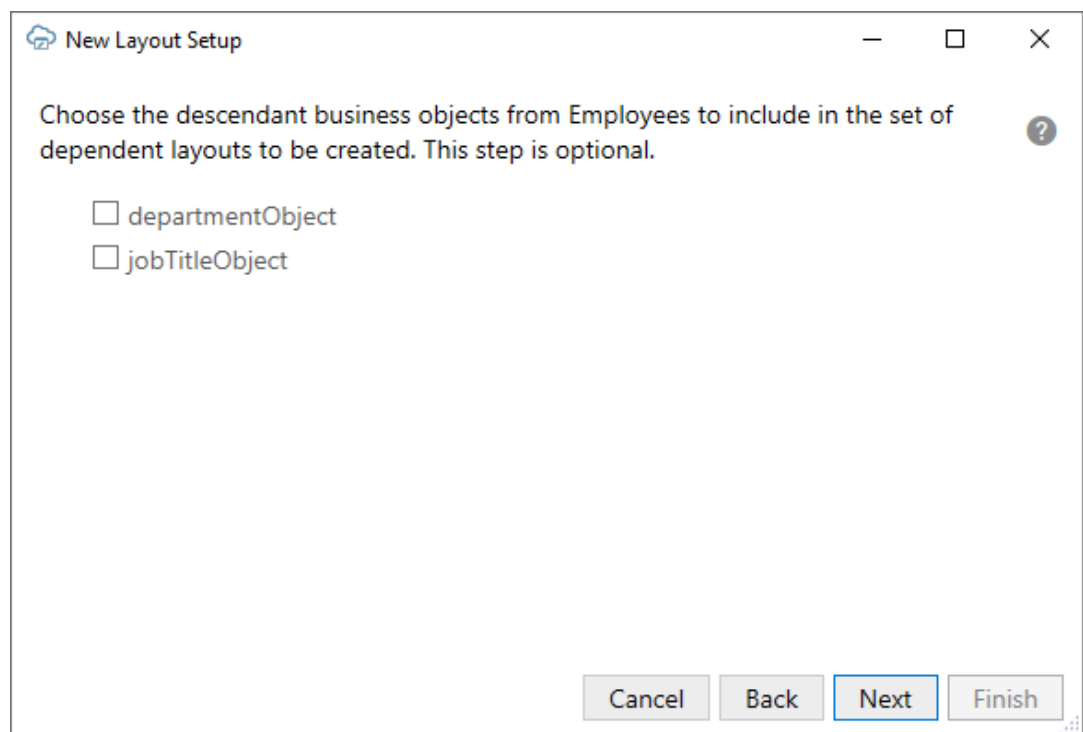 New Layout Setup
Choose the descendant business objects from Employees to include in the set of
dependent layouts to be created. This step is optional.
?
departmentObject
jobTitleObject
Cancel Back Next Finish